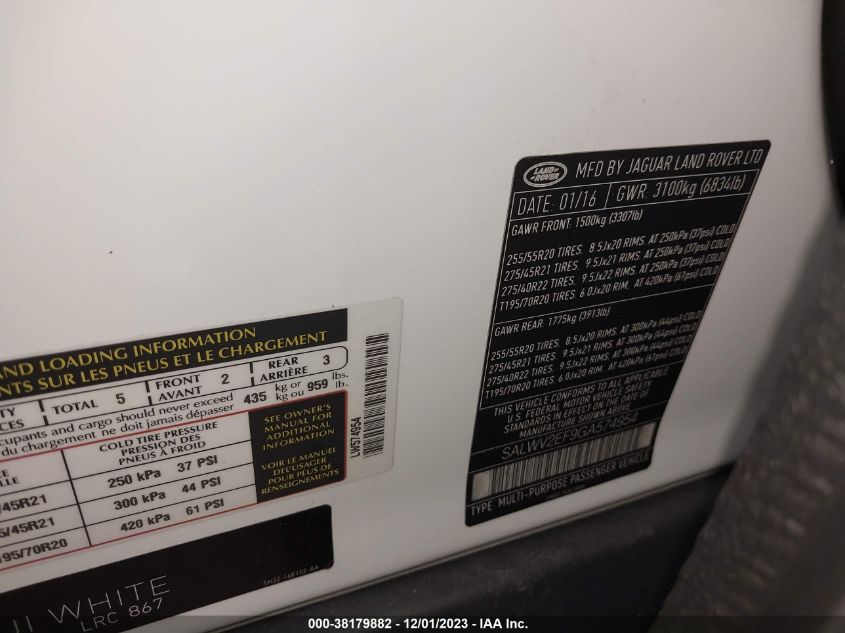 LAND ROVER
MFD BY JAGUAR LAND ROVER LTD
DATE: 01/16 GWR: 3100kg (6834lb)
GAWR FRONT: 1500kg (3307lb)
255/55R20 TIRES. 8.5Jx20 RIMS. AT 250kPa (37psi) COLD
275/45R21 TIRES. 9.5Jx21 RIMS. AT 250kPa (37psi) COLD
275/40R22 TIRES. 9.5Jx22 RIMS. AT 250kPa (37psi) COLD
T195/70R20 TIRES. 6.0Jx20 RIM. AT 420kPa (61psi) COLD
GAWR REAR: 1775kg (3913lb)
255/55R20 TIRES. 8.5Jx20 RIMS. AT 300kPa (44psi) COLD
275/45R21 TIRES. 9.5Jx21 RIMS. AT 300kPa (44psi) COLD
275/40R22 TIRES. 9.5Jx22 RIMS. AT 300kPa (44psi) COLD
T195/70R20 TIRES. 6.0Jx20 RIM. AT 420kPa (61psi) COLD
THIS VEHICLE CONFORMS TO ALL APPLICABLE
U.S. FEDERAL MOTOR VEHICLE SAFETY
STANDARDS IN EFFECT ON THE DATE OF
MANUFACTURE SHOWN ABOVE.
SALWV2EF9GA574954
TYPE: MULTI-PURPOSE PASSENGER VEHICLE
AND LOADING INFORMATION
ENTS SUR LES PNEUS ET LE CHARGEMENT
TOTAL 5 FRONT AVANT 2 REAR ARRIÈRE 3
cupants and cargo should never exceed
du chargement ne doit jamais dépasser 435 kg or kg ou 959 lbs. lb.
COLD TIRE PRESSURE
PRESSION DES
PNEUS À FROID
250 kPa 37 PSI
/45R21 300 kPa 44 PSI
5/45R21 420 kPa 61 PSI
195/70R20
SEE OWNER'S
MANUAL FOR
ADDITIONAL
INFORMATION
VOIR LE MANUEL
DE L'USAGER
POUR PLUS DE
RENSEIGNEMENTS
LW574954
WHITE
LRC 867
000-38179882 - 12/01/2023 - IAA Inc.